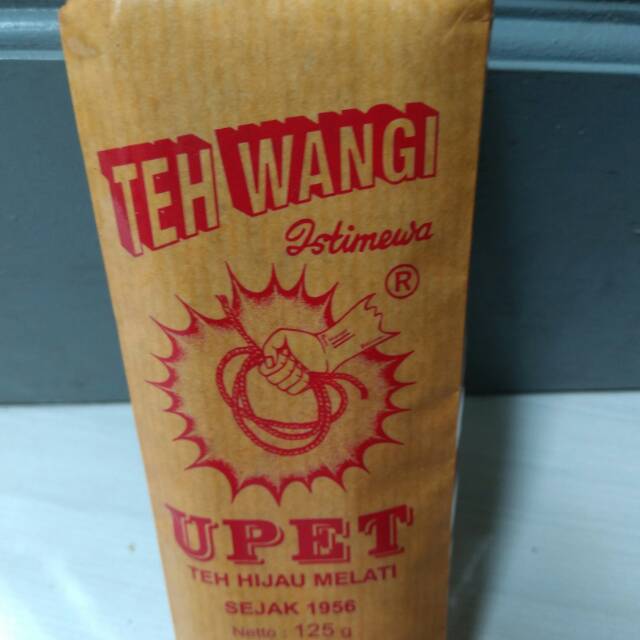 TEH WANGI
Istimewa
®
UPET
TEH HIJAU MELATI
SEJAK 1956
Netto : 125 g